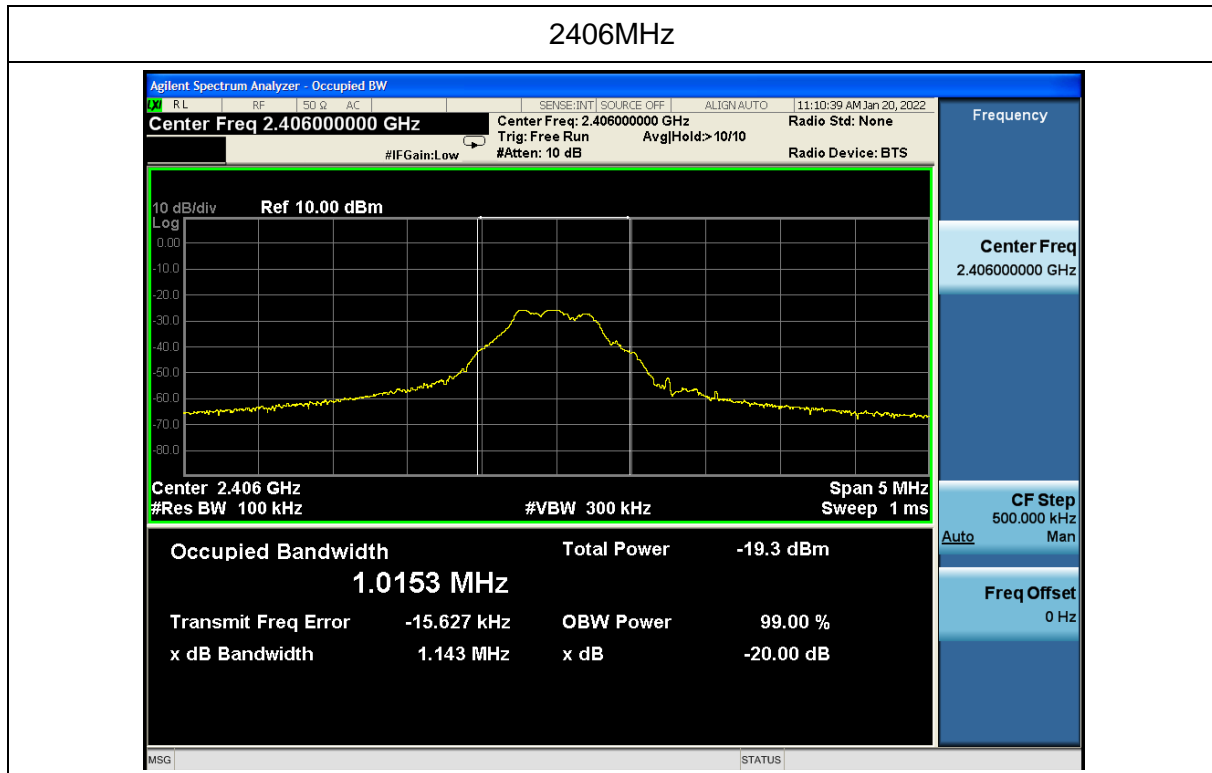 2406MHz
Agilent Spectrum Analyzer - Occupied BW
LXI RL RF 50 Ω AC SENSE:INT SOURCE OFF ALIGN AUTO 11:10:39 AM Jan 20, 2022
Center Freq 2.406000000 GHz
Center Freq: 2.406000000 GHz Radio Std: None
Trig: Free Run Avg|Hold:> 10/10
#IFGain:Low #Atten: 10 dB Radio Device: BTS
10 dB/div Ref 10.00 dBm
Log
0.00
-10.0
-20.0
-30.0
-40.0
-50.0
-60.0
-70.0
-80.0
Center 2.406 GHz Span 5 MHz
#Res BW 100 kHz #VBW 300 kHz Sweep 1 ms
Occupied Bandwidth Total Power -19.3 dBm
1.0153 MHz
Transmit Freq Error -15.627 kHz OBW Power 99.00 %
x dB Bandwidth 1.143 MHz x dB -20.00 dB
Frequency
Center Freq
2.406000000 GHz
CF Step
500.000 kHz
Auto Man
Freq Offset
0 Hz
MSG STATUS